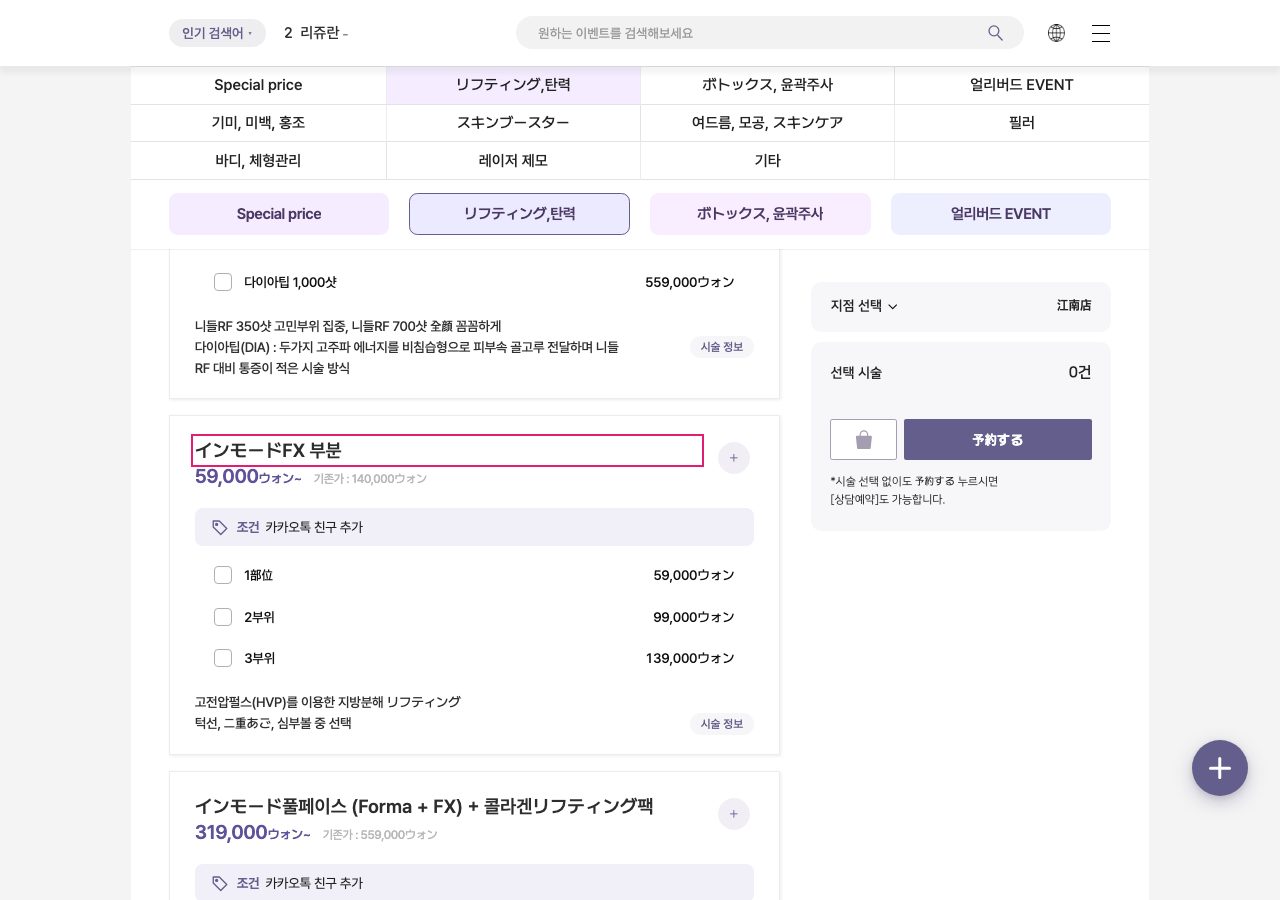 인기 검색어
2 리쥬란 -
원하는 이벤트를 검색해보세요
Special price
リフティング,탄력
ボトックス, 윤곽주사
얼리버드 EVENT
기미, 미백, 홍조
スキンブースター
여드름, 모공, スキンケア
필러
바디, 체형관리
레이저 제모
기타
Special price
リフティング,탄력
ボトックス, 윤곽주사
얼리버드 EVENT
다이아팁 1,000샷
559,000ウォン
니들RF 350샷 고민부위 집중, 니들RF 700샷 全顔 꼼꼼하게
다이아팁(DIA) : 두가지 고주파 에너지를 비침습형으로 피부속 골고루 전달하며 니들
RF 대비 통증이 적은 시술 방식
시술 정보
インモードFX 부분
59,000ウォン~ 기존가 : 140,000ウォン
+
조건 카카오톡 친구 추가
1部位
59,000ウォン
2부위
99,000ウォン
3부위
139,000ウォン
고전압펄스(HVP)를 이용한 지방분해 リフティング
턱선, 二重あご, 심부볼 중 선택
시술 정보
インモード풀페이스 (Forma + FX) + 콜라겐リフティング팩
319,000ウォン~ 기존가 : 559,000ウォン
+
조건 카카오톡 친구 추가
지점 선택
江南店
선택 시술
0건
予約する
*시술 선택 없이도 予約する 누르시면
[상담예약]도 가능합니다.